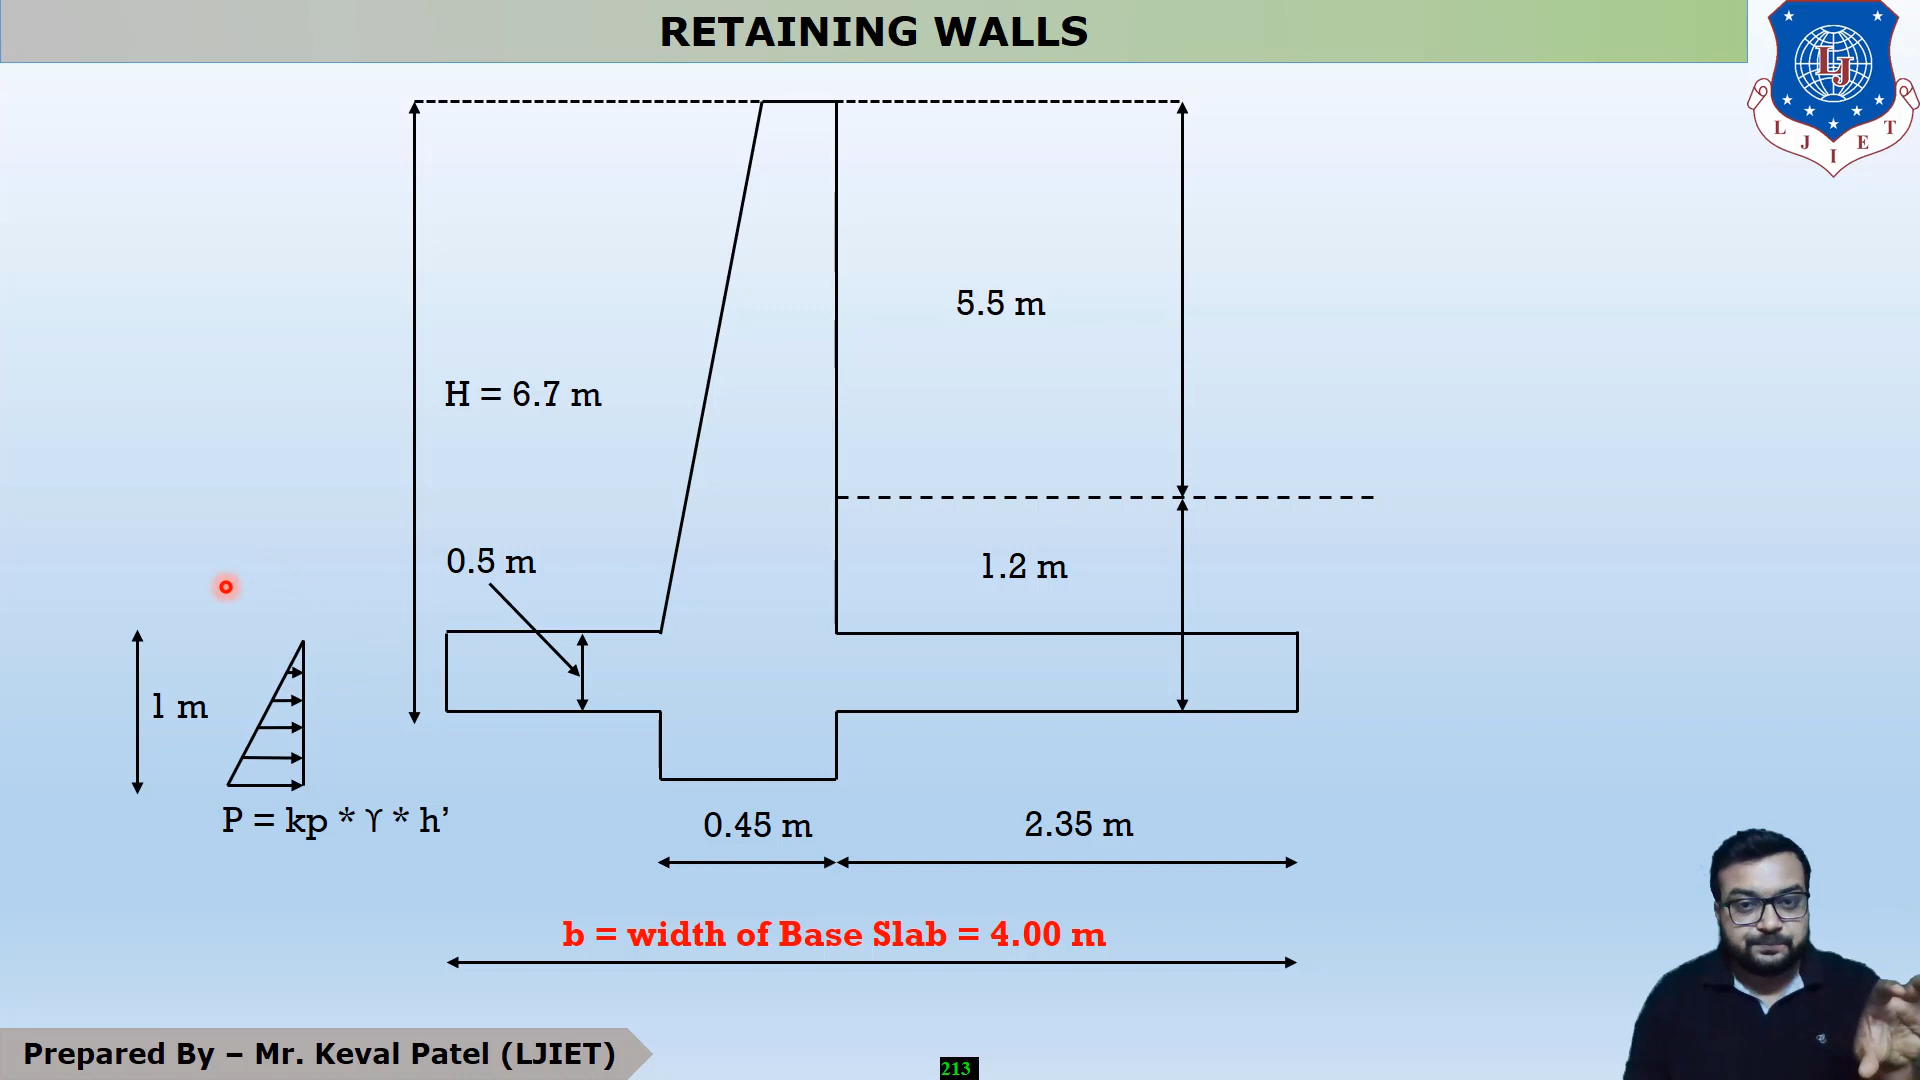 RETAINING WALLS
LJ
L J I E T
5.5 m
H = 6.7 m
0.5 m
1.2 m
1 m
P = kp * ϒ * h’
0.45 m
2.35 m
b = width of Base Slab = 4.00 m
Prepared By – Mr. Keval Patel (LJIET)
213